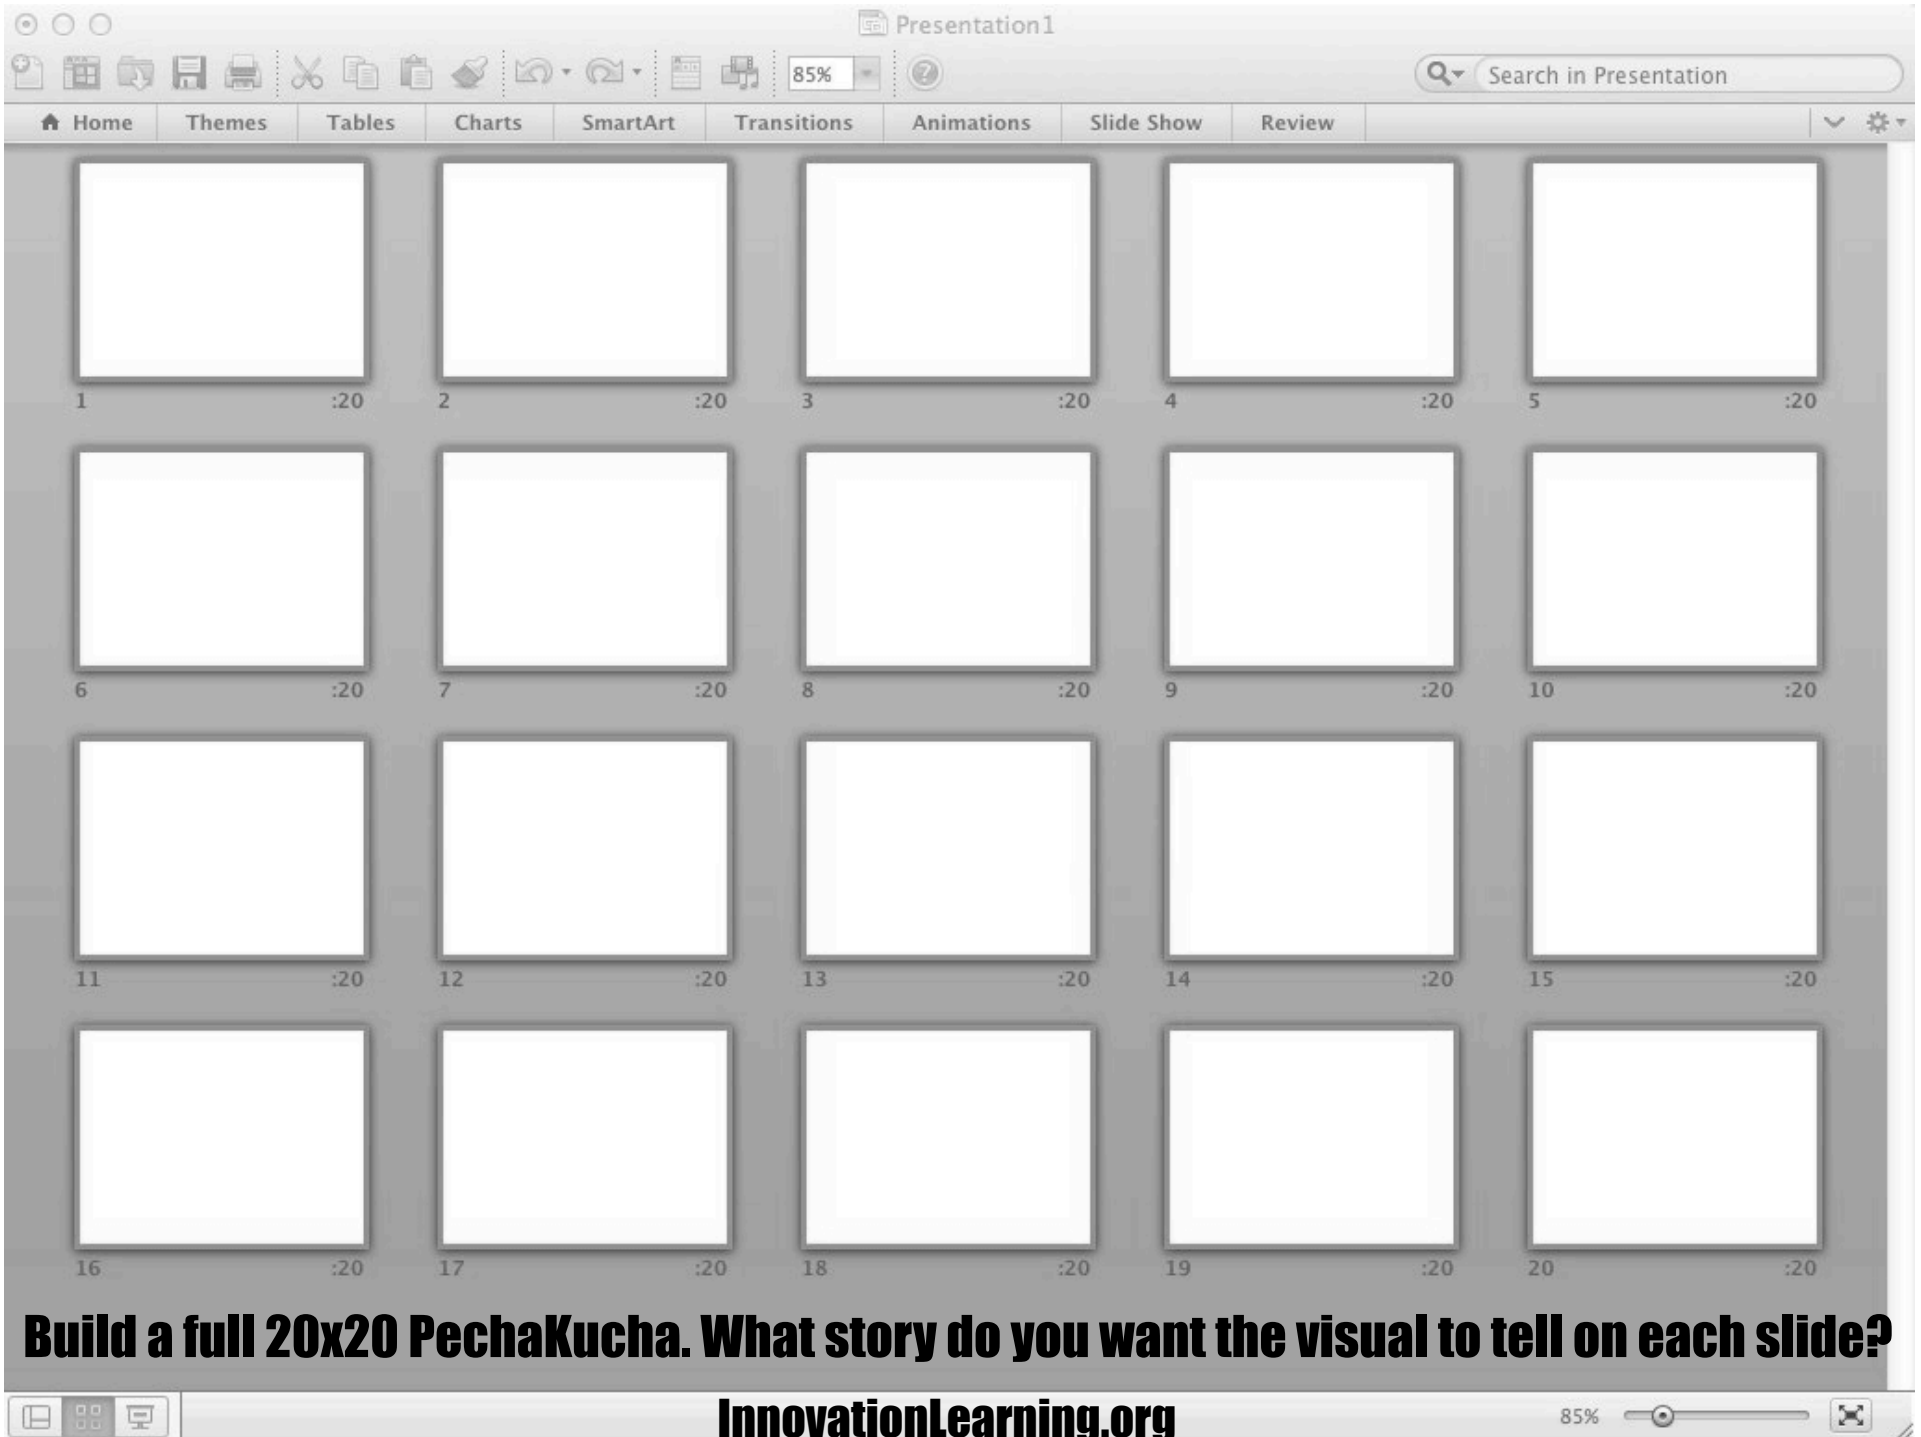 Presentation1
85%
Search in Presentation
Home Themes Tables Charts SmartArt Transitions Animations Slide Show Review
1 :20 2 :20 3 :20 4 :20 5 :20
6 :20 7 :20 8 :20 9 :20 10 :20
11 :20 12 :20 13 :20 14 :20 15 :20
16 :20 17 :20 18 :20 19 :20 20 :20
Build a full 20x20 PechaKucha. What story do you want the visual to tell on each slide?
InnovationLearning.org
85%